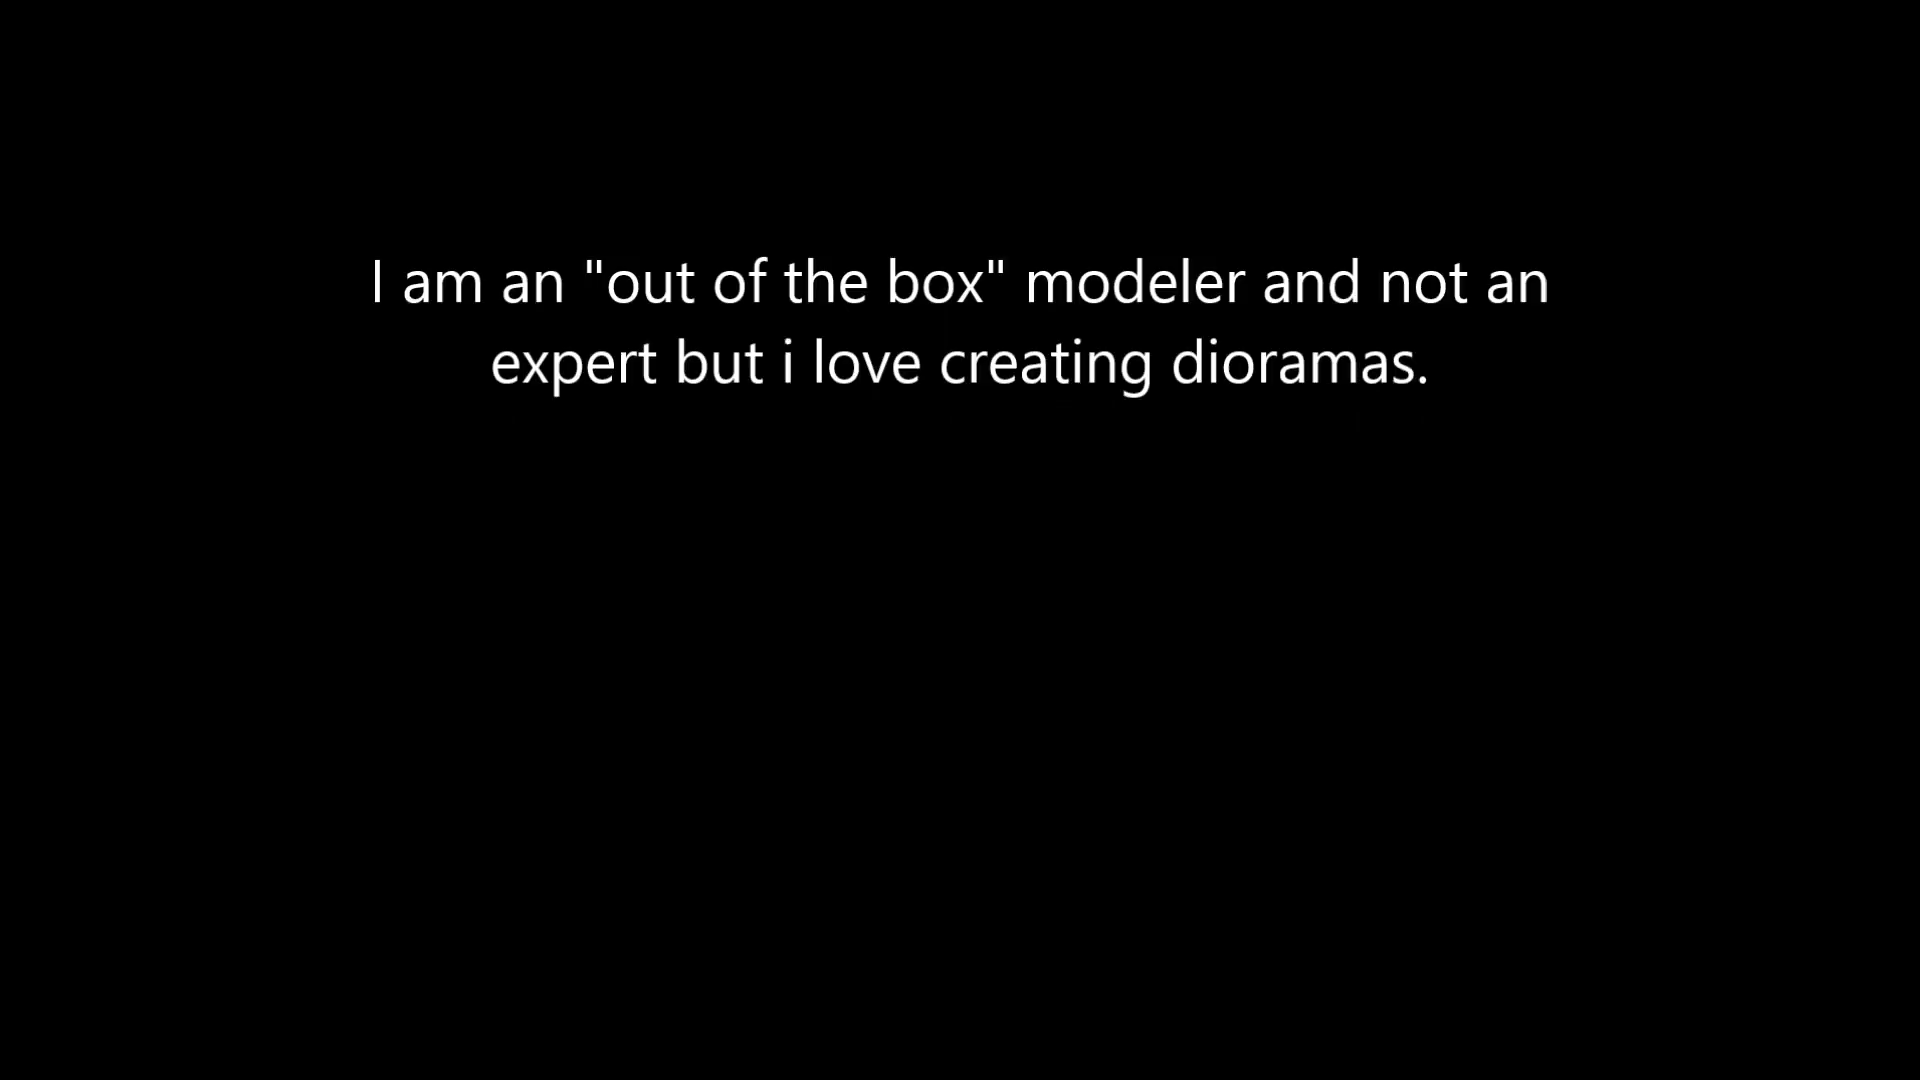 I am an "out of the box" modeler and not an
expert but i love creating dioramas.